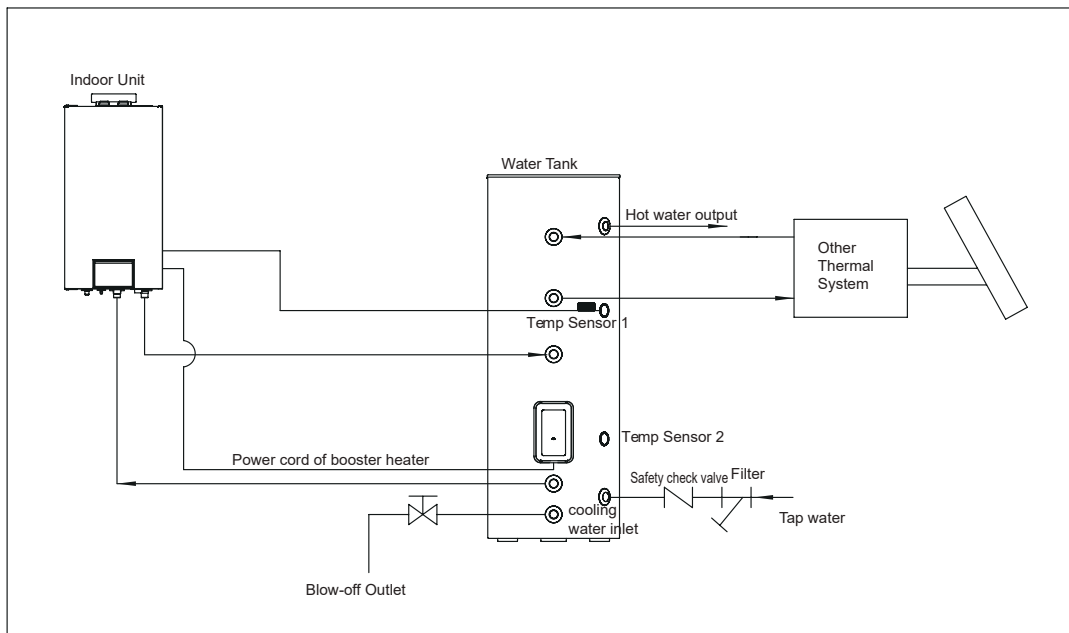 Indoor Unit
Water Tank
Hot water output
Other
Thermal
System
Temp Sensor 1
Temp Sensor 2
Power cord of booster heater
Safety check valve
Filter
cooling
water inlet
Tap water
Blow-off Outlet